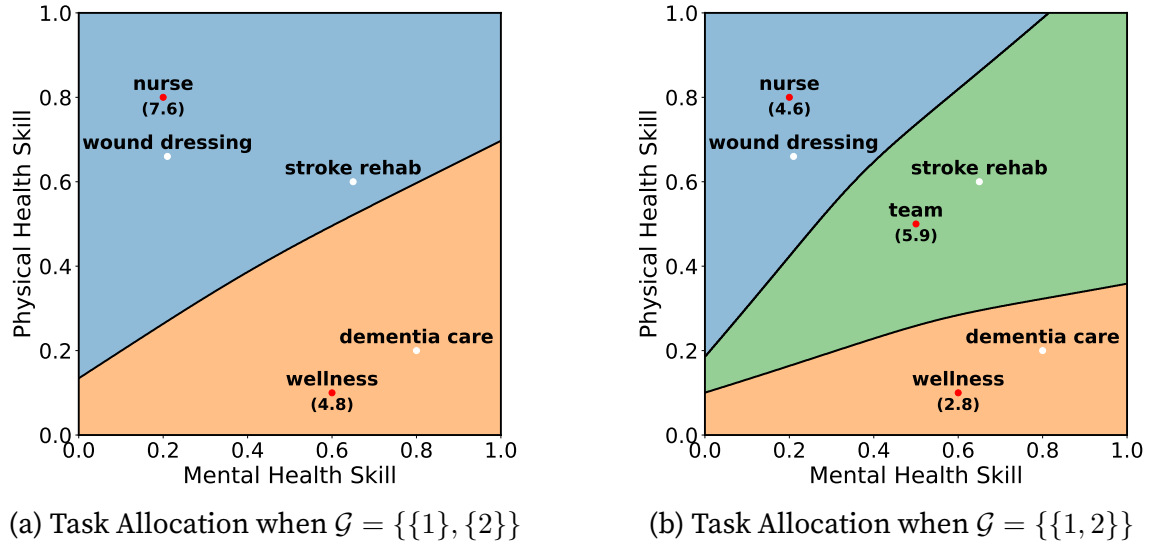 1.0
0.8
0.6
0.4
0.2
0.0
Physical Health Skill
nurse
(7.6)
wound dressing
stroke rehab
dementia care
wellness
(4.8)
0.0 0.2 0.4 0.6 0.8 1.0
Mental Health Skill
(a) Task Allocation when 𝒢 = {{1}, {2}}
1.0
0.8
0.6
0.4
0.2
0.0
Physical Health Skill
nurse
(4.6)
wound dressing
stroke rehab
team
(5.9)
dementia care
wellness
(2.8)
0.0 0.2 0.4 0.6 0.8 1.0
Mental Health Skill
(b) Task Allocation when 𝒢 = {{1, 2}}